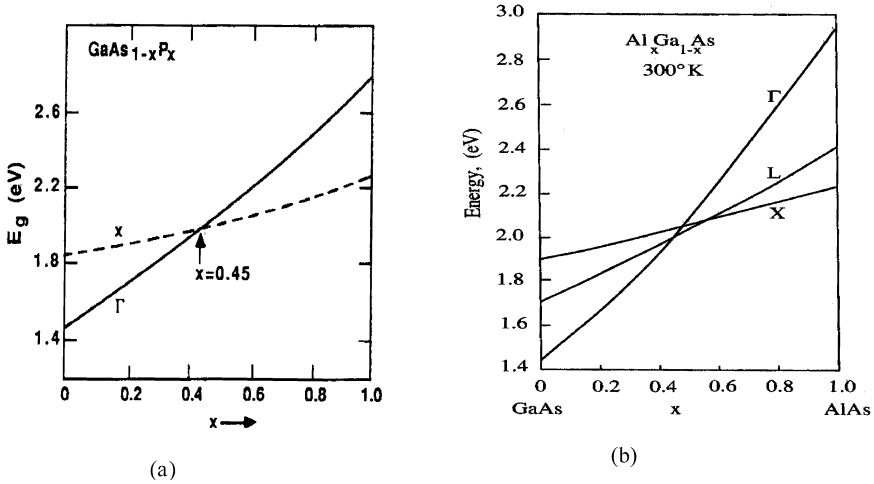 GaAs1-xPx
Eg (eV)
2.6
2.2
1.8
1.4
x
Γ
x=0.45
0
0.2
0.4
0.6
0.8
1.0
x→
(a)
AlxGa1-xAs
300°K
Energy, (eV)
3.0
2.8
2.6
2.4
2.2
2.0
1.8
1.6
1.4
Γ
L
X
0
0.2
0.4
0.6
0.8
1.0
GaAs
x
AlAs
(b)